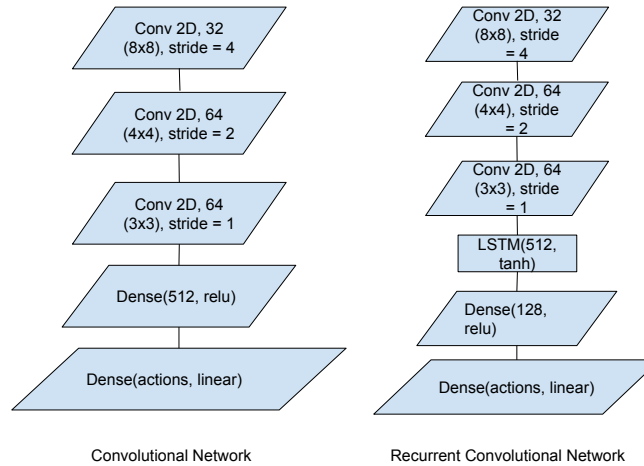 Conv 2D, 32
(8x8), stride = 4
Conv 2D, 64
(4x4), stride = 2
Conv 2D, 64
(3x3), stride = 1
Dense(512, relu)
Dense(actions, linear)
Convolutional Network
Conv 2D, 32
(8x8), stride
= 4
Conv 2D, 64
(4x4), stride
= 2
Conv 2D, 64
(3x3), stride
= 1
LSTM(512,
tanh)
Dense(128,
relu)
Dense(actions, linear)
Recurrent Convolutional Network